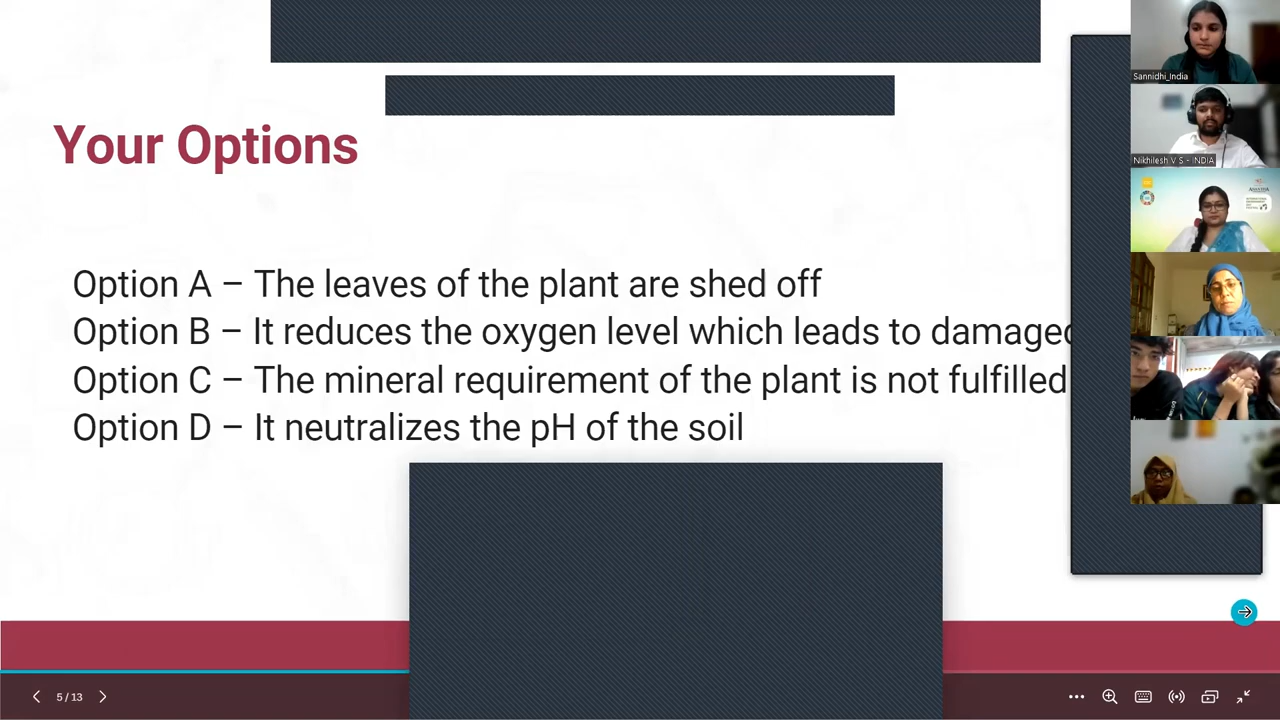 Your Options
Option A – The leaves of the plant are shed off
Option B – It reduces the oxygen level which leads to damaged
Option C – The mineral requirement of the plant is not fulfilled
Option D – It neutralizes the pH of the soil
Sannidhi_India
Nikhilesh V S - INDIA
5 / 13